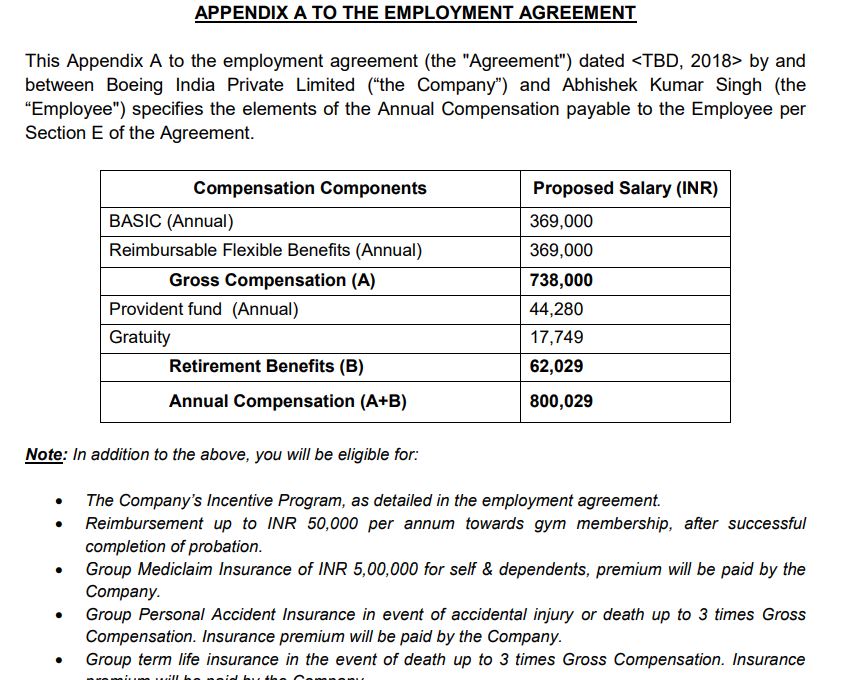 APPENDIX A TO THE EMPLOYMENT AGREEMENT
This Appendix A to the employment agreement (the "Agreement") dated <TBD, 2018> by and
between Boeing India Private Limited (“the Company”) and Abhishek Kumar Singh (the
“Employee") specifies the elements of the Annual Compensation payable to the Employee per
Section E of the Agreement.
Compensation Components Proposed Salary (INR)
BASIC (Annual) 369,000
Reimbursable Flexible Benefits (Annual) 369,000
Gross Compensation (A) 738,000
Provident fund (Annual) 44,280
Gratuity 17,749
Retirement Benefits (B) 62,029
Annual Compensation (A+B) 800,029
Note: In addition to the above, you will be eligible for:
• The Company’s Incentive Program, as detailed in the employment agreement.
• Reimbursement up to INR 50,000 per annum towards gym membership, after successful
completion of probation.
• Group Mediclaim Insurance of INR 5,00,000 for self & dependents, premium will be paid by the
Company.
• Group Personal Accident Insurance in event of accidental injury or death up to 3 times Gross
Compensation. Insurance premium will be paid by the Company.
• Group term life insurance in the event of death up to 3 times Gross Compensation. Insurance
premium will be paid by the Company.